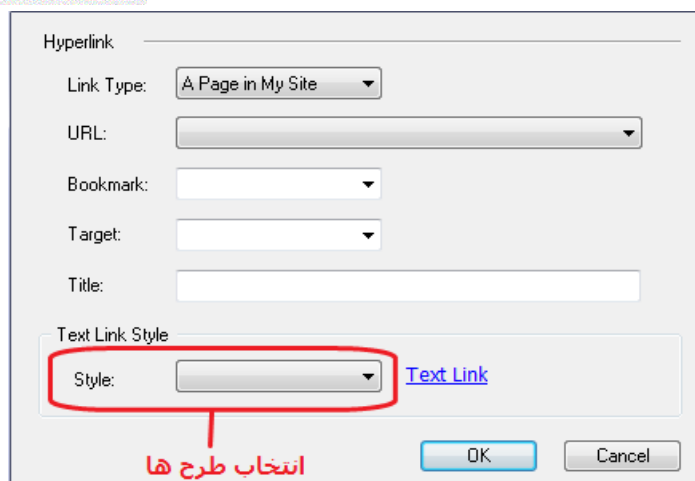 Hyperlink
Link Type: A Page in My Site
URL:
Bookmark:
Target:
Title:
Text Link Style
Style: Text Link
انتخاب طرح ها
OK Cancel